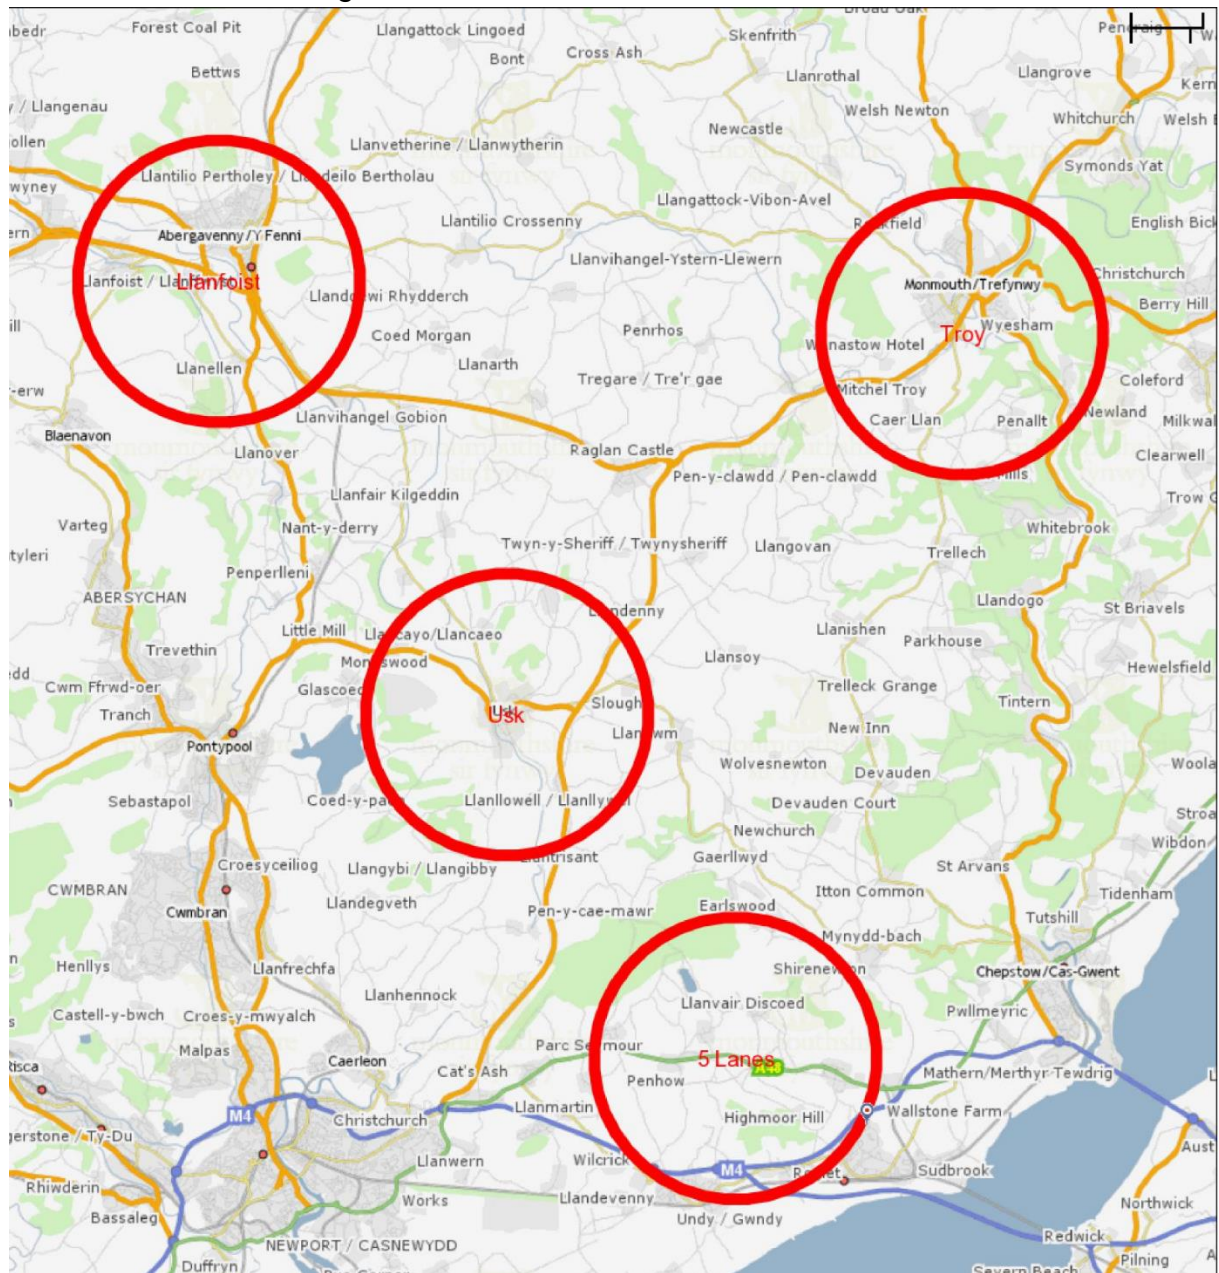 Forest Coal Pit
Llangattock Lingoed
Skenfrith
Cross Ash
Bont
Bettws
Llanrothal
Llangrove
/ Llangenau
Welsh Newton
Whitchurch
Newcastle
Llanvetherine / Llanwytherin
Symonds Yat
Llantilio Pertholey / Llandeilo Bertholau
Langattock-Vibon-Avel
Llantilio Crossenny
Abergavenny/Y Fenni
Llanvihangel-Ystern-Llewern
Christchurch
Llanfoist
Monmouth/Trefynwy
Berry Hill
Coed Morgan
Penrhos
Troy
Wyesham
Llanarth
Llanellen
Tregare / Tre'r gae
Mitchel Troy
Coleford
Newland
Llanvihangel Gobion
Caer Llan
Penallt
Blaenavon
Llanover
Raglan Castle
Clearwell
Pen-y-clawdd / Pen-clawdd
Llanfair Kilgeddin
Varteg
Nant-y-derry
Whitebrook
Twyn-y-Sheriff / Twynysheriff
Llangovan
Trellech
Penperlleni
ABERSYCHAN
Llandogo
St Briavels
Little Mill
Llanishen
Parkhouse
Trevethin
Llansoy
Hewelsfield
Cwm Ffrwd-oer
Trelleck Grange
Tranch
Slough
Tintern
Usk
New Inn
Pontypool
Wolvesnewton
Devauden
Sebastapol
Devauden Court
Newchurch
Croesyceiliog
Llangybi / Llangibby
Gaerllwyd
St Arvans
Wibdon
CWMBRAN
Itton Common
Tidenham
Llandegveth
Earlswood
Cwmbran
Pen-y-cae-mawr
Tutshill
Mynydd-bach
Henllys
Llanfrechfa
Chepstow/Cas-Gwent
Llanhennock
Llanvair Discoed
Castell-y-bwch
Croes-y-mwyalch
Pwllmeyric
Malpas
Caerleon
5 Lanes
A48
Cat's Ash
Penhow
Mathern/Merthyr Tewdrig
Llanmartin
M4
Christchurch
Highmoor Hill
Wallstone Farm
Llanwern
Wilcrick
M4
Sudbrook
Rhiwderin
Works
Llandevenny
Northwick
Bassaleg
Undy / Gwndy
NEWPORT / CASNEWYDD
Redwick
Duffryn
Pilning